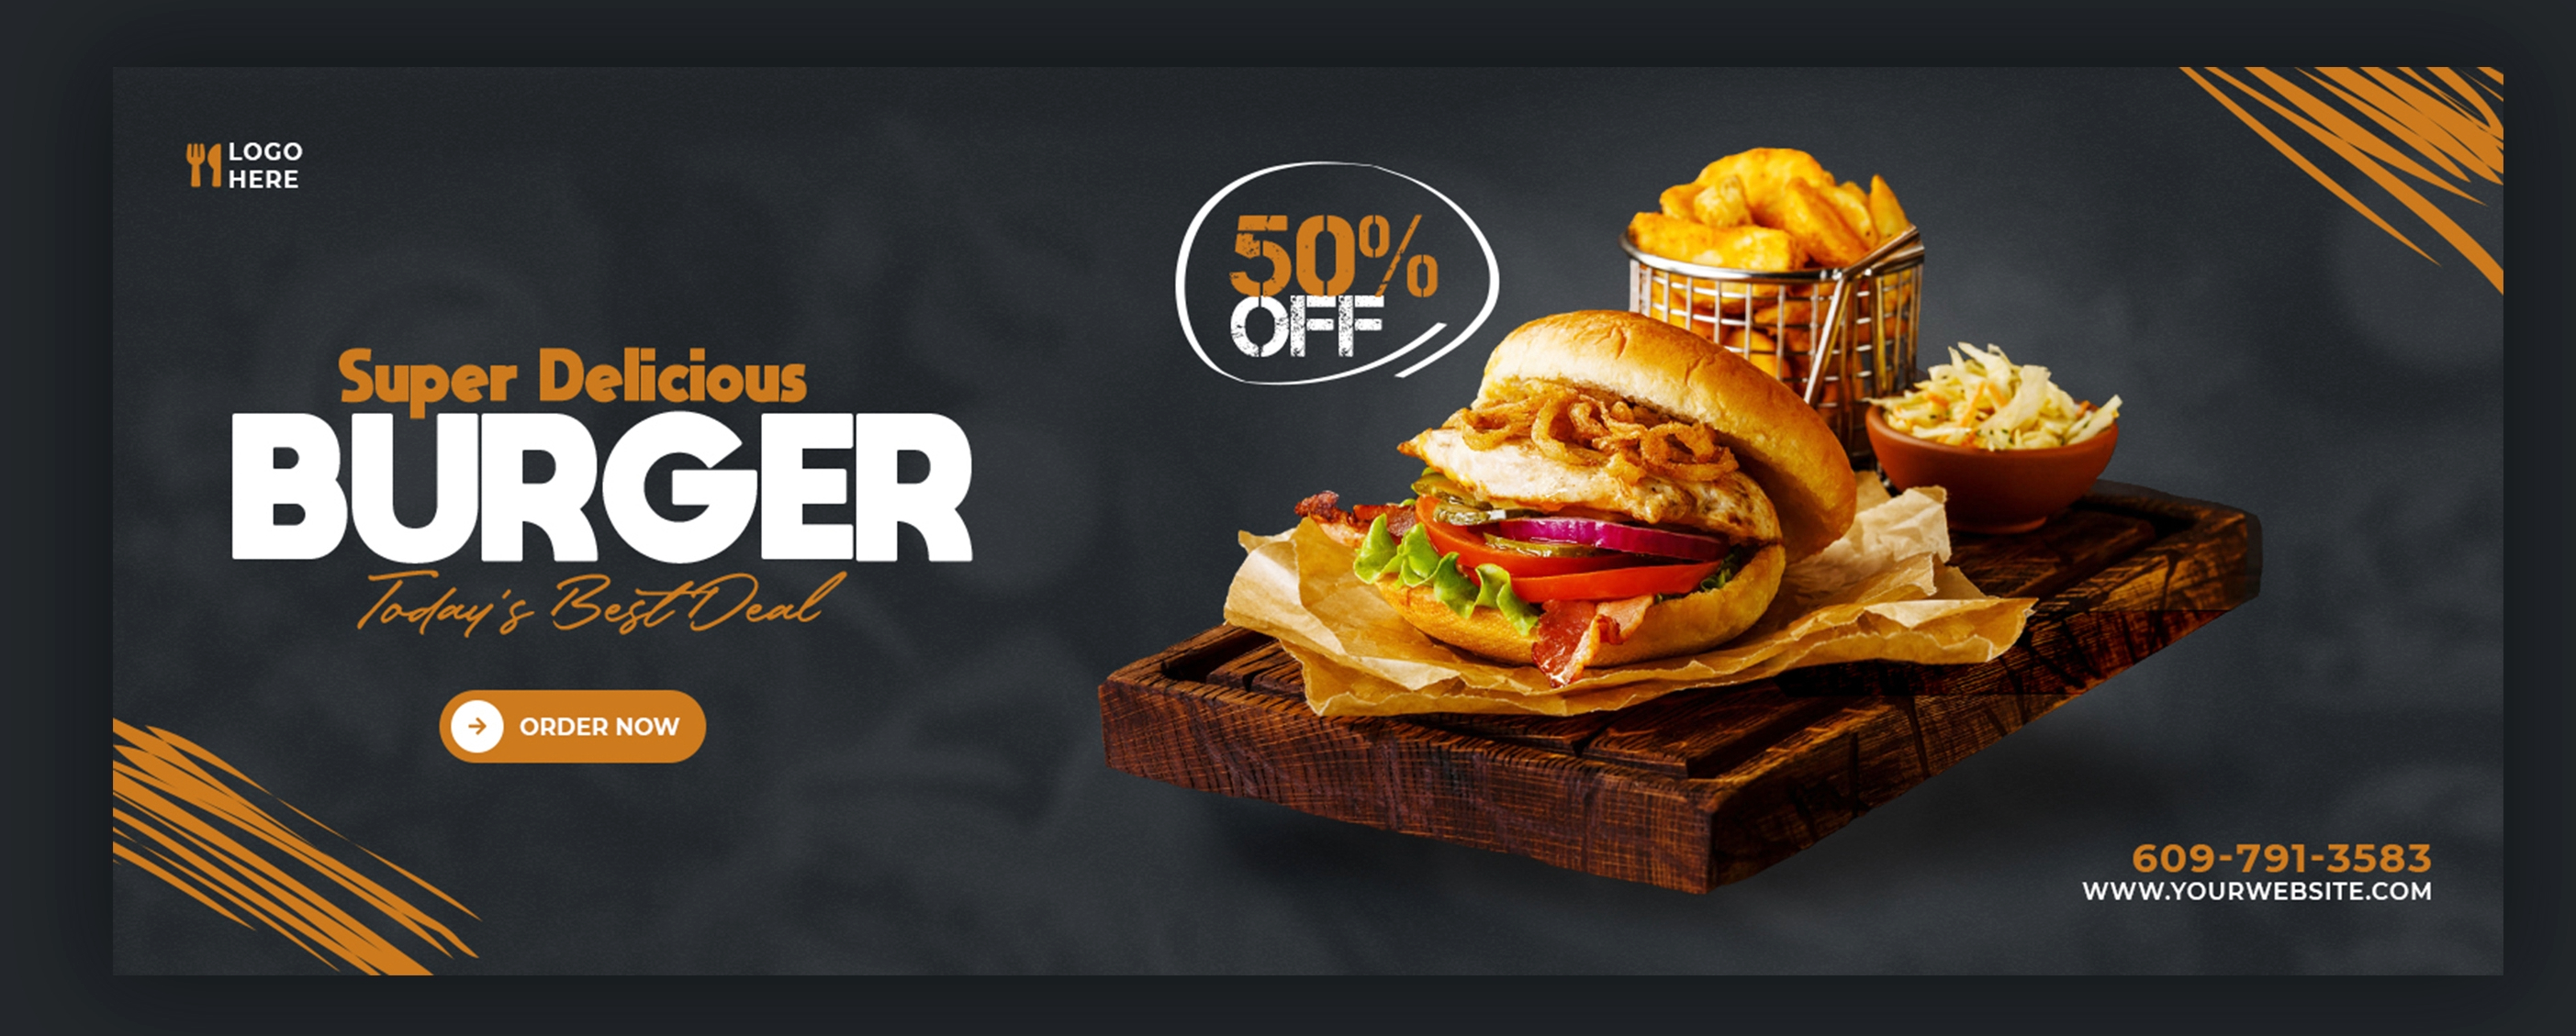 LOGO
HERE
Super Delicious
BURGER
Today's Best Deal
ORDER NOW
50%
OFF
609-791-3583
WWW.YOURWEBSITE.COM